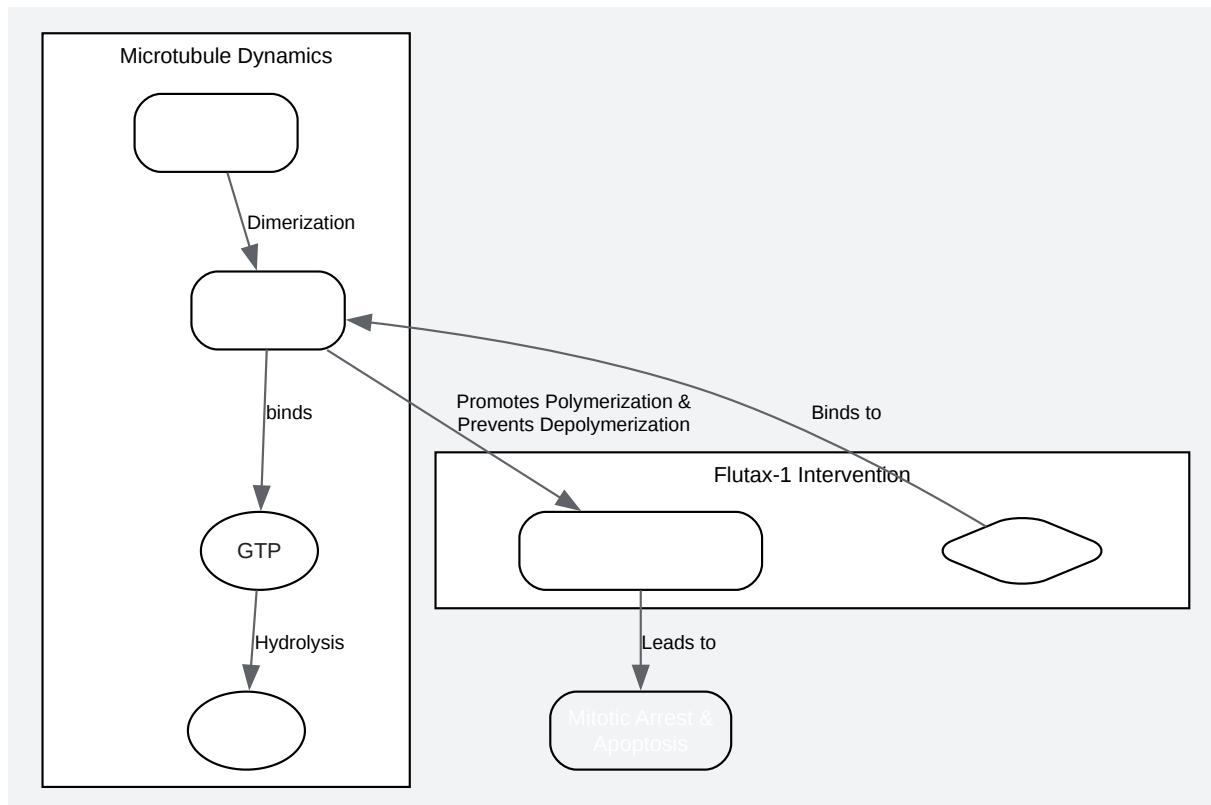 Microtubule Dynamics
Dimerization
binds
Promotes Polymerization &
Prevents Depolymerization
Binds to
Flutax-1 Intervention
GTP
Hydrolysis
Leads to
Mitotic Arrest &
Apoptosis